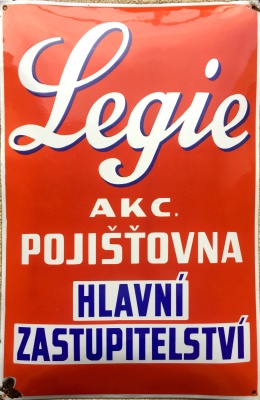 Legie
AKC.
POJIŠŤOVNA
HLAVNÍ
ZASTUPITELSTVÍ